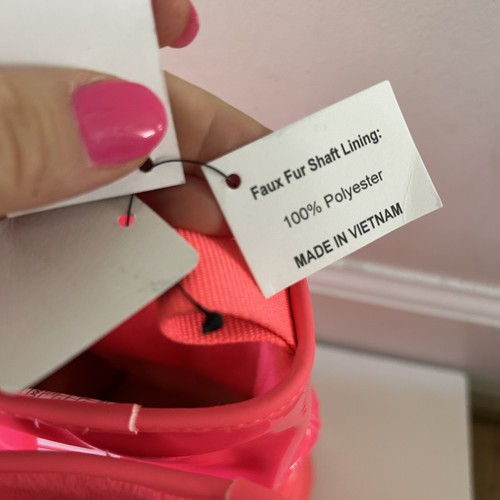 Faux Fur Shaft Lining:
100% Polyester
MADE IN VIETNAM